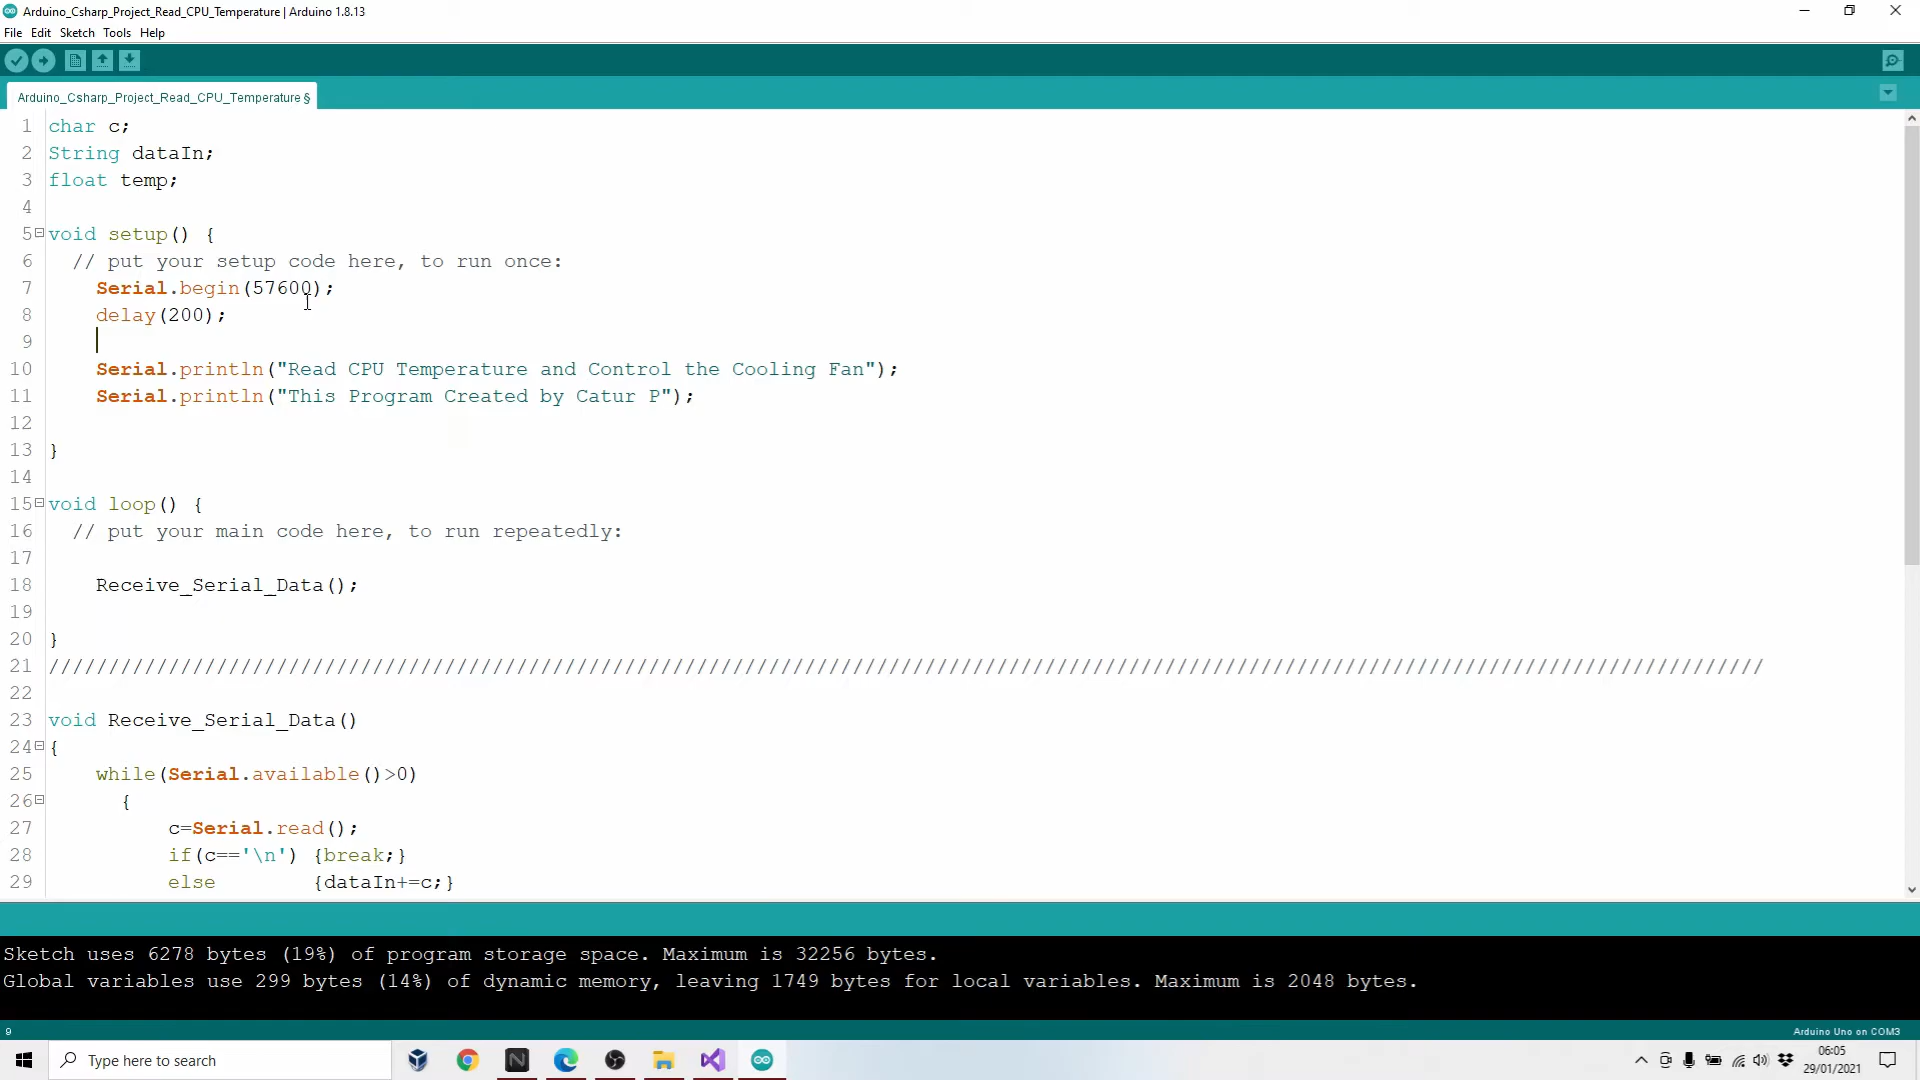 Arduino_Csharp_Project_Read_CPU_Temperature | Arduino 1.8.13
File Edit Sketch Tools Help
Arduino_Csharp_Project_Read_CPU_Temperature §
1 char c;
2 String dataIn;
3 float temp;
4
5 void setup() {
6 // put your setup code here, to run once:
7 Serial.begin(57600);
8 delay(200);
9
10 Serial.println("Read CPU Temperature and Control the Cooling Fan");
11 Serial.println("This Program Created by Catur P");
12
13 }
14
15 void loop() {
16 // put your main code here, to run repeatedly:
17
18 Receive_Serial_Data();
19
20 }
21 ///////////////////////////////////////////////////////////////////////////////////////////////////////////////////////////////////////////////
22
23 void Receive_Serial_Data()
24 {
25 while(Serial.available()>0)
26 {
27 c=Serial.read();
28 if(c=='\n') {break;}
29 else {dataIn+=c;}
Sketch uses 6278 bytes (19%) of program storage space. Maximum is 32256 bytes.
Global variables use 299 bytes (14%) of dynamic memory, leaving 1749 bytes for local variables. Maximum is 2048 bytes.
9
Arduino Uno on COM3
Type here to search
06:05
29/01/2021